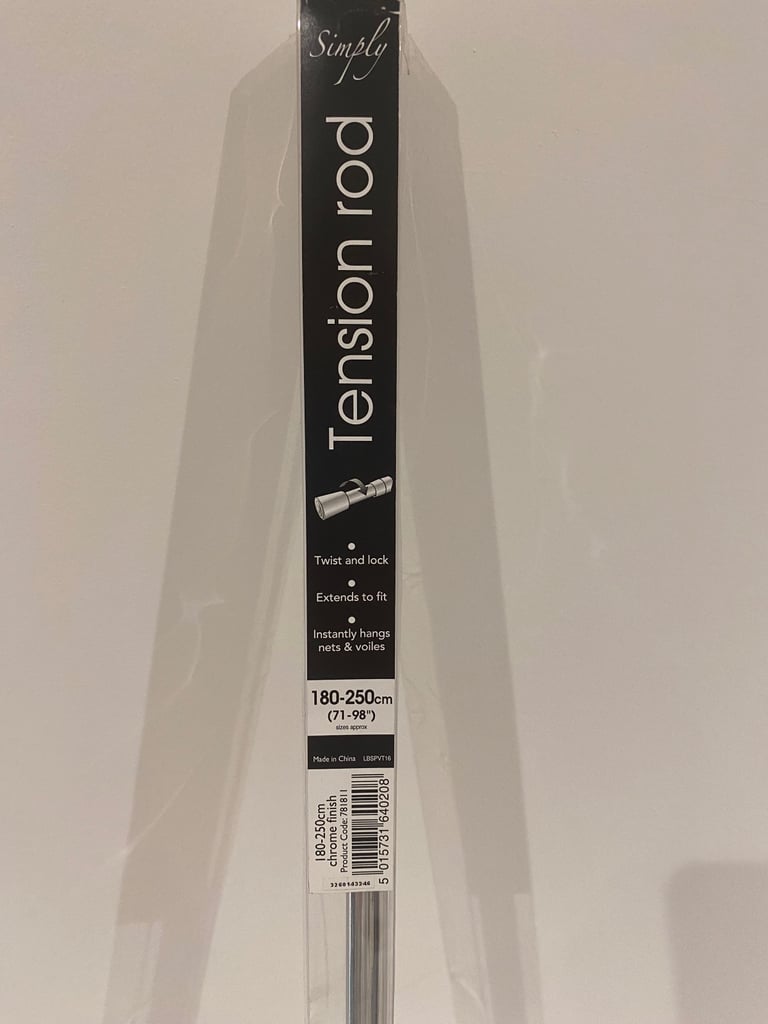 Simply
Tension rod
• Twist and lock
• Extends to fit
• Instantly hangs
nets & voiles
180-250cm
(71-98")
sizes approx
Made in China LBSPVT16
180-250cm
chrome finish
Product Code: 781811
5 015731 640208
3260183246